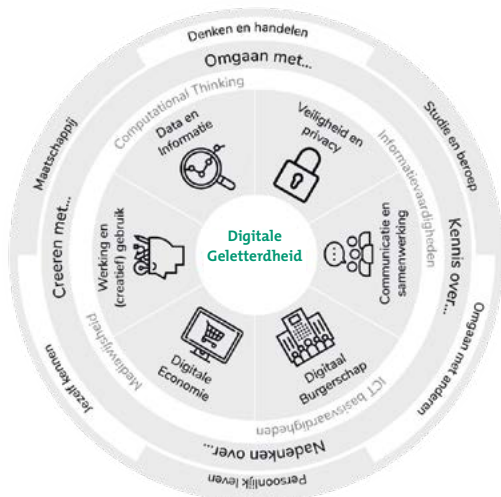 Denken en handelen
Omgaan met...
Computational Thinking
Data en
Informatie
Veiligheid en
privacy
Studie en beroep
Informatievaardigheden
Kennis over...
Communicatie en
samenwerking
Omgaan met anderen
ICT basisvaardigheden
Digitaal
Burgerschap
Nadenken over...
Persoonlijk leven
Digitale
Economie
Mediawijsheid
Jezelf kennen
Werking en
(creatief) gebruik
Creeren met...
Maatschappij
Digitale
Geletterdheid